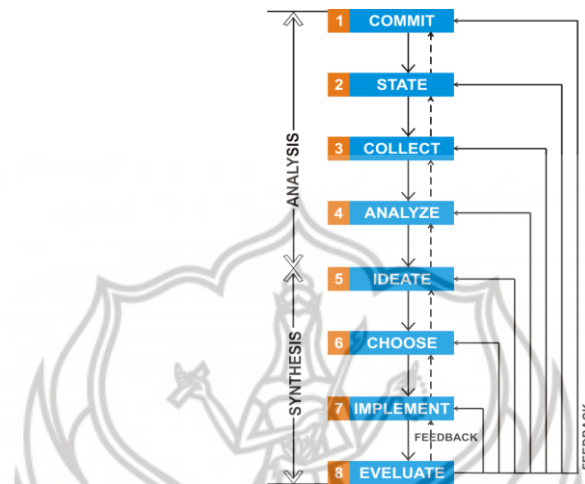 1 COMMIT
2 STATE
3 COLLECT
ANALYSIS
4 ANALYZE
5 IDEATE
SYNTHESIS
6 CHOOSE
7 IMPLEMENT
FEEDBACK
FEEDBACK
8 EVELUATE